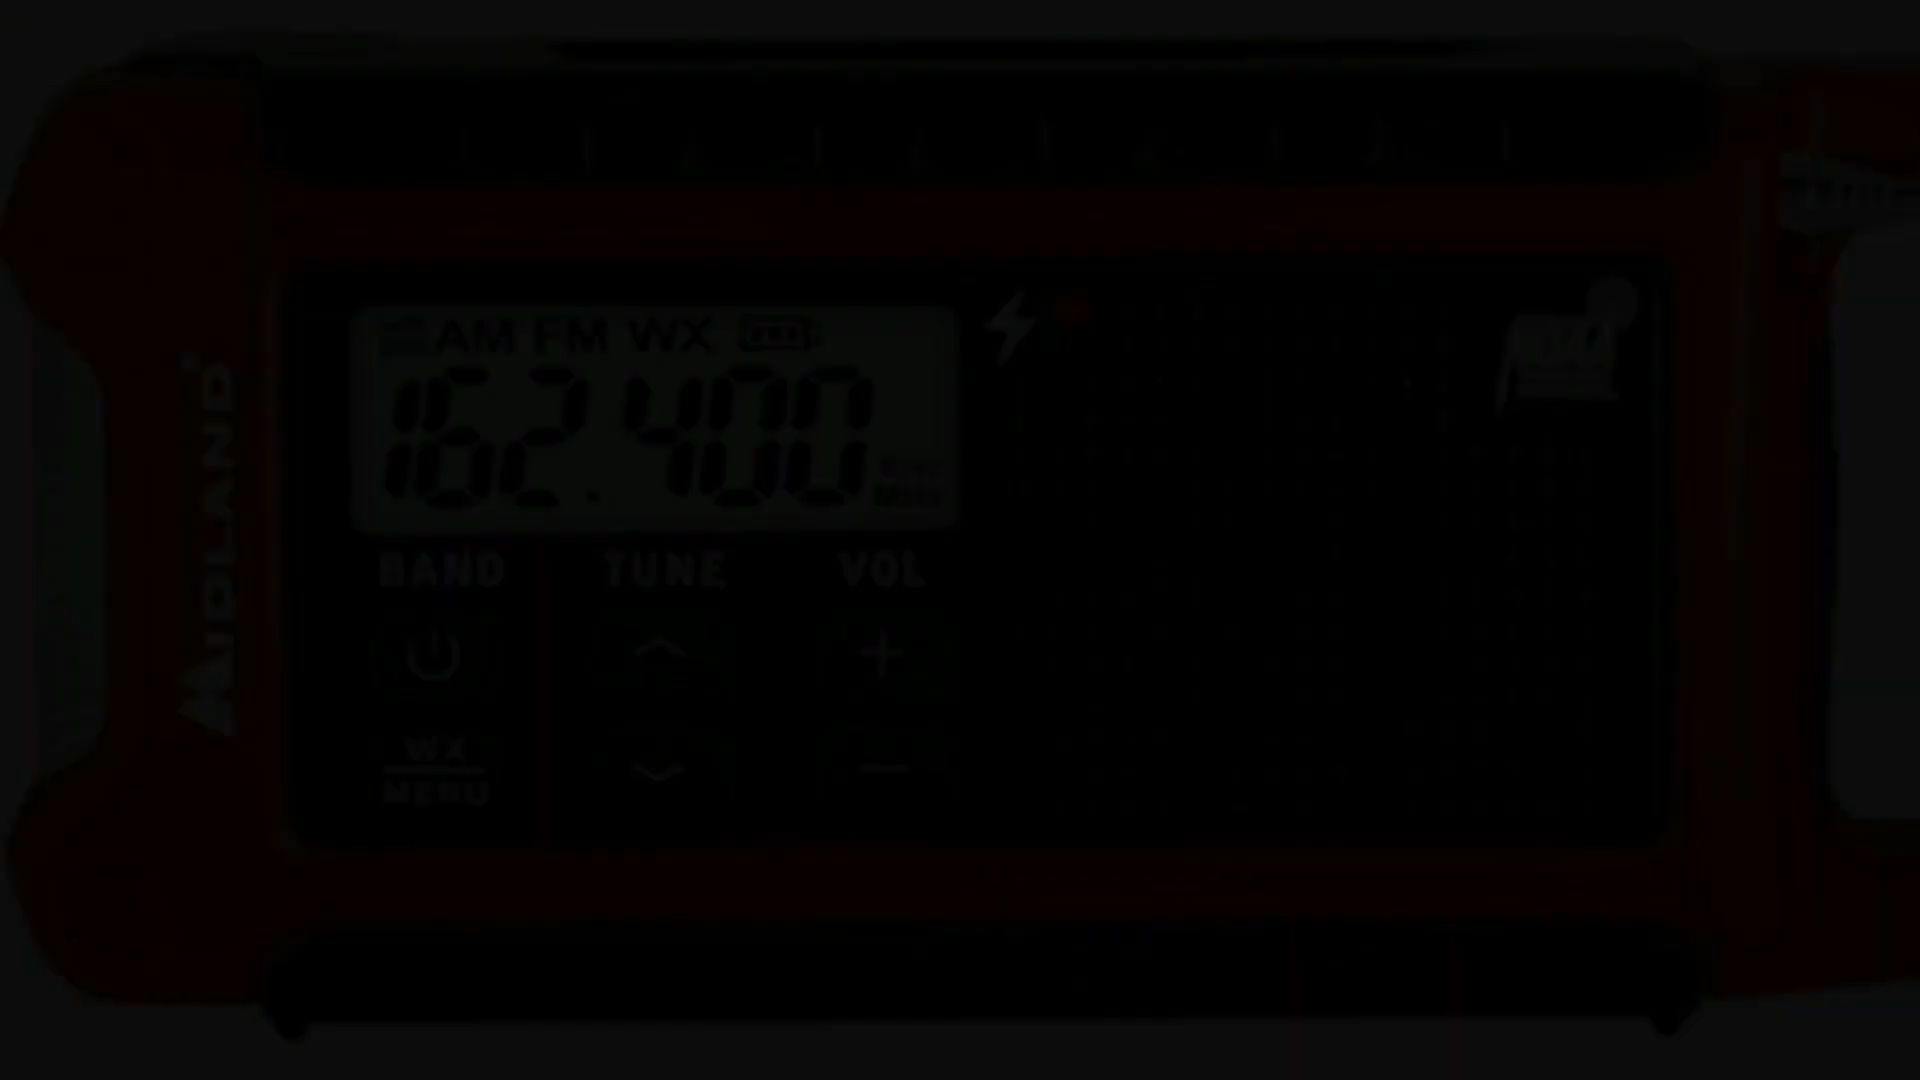 AM FM WX
162.400
BAND TUNE VOL
WX
MENU
MIDLAND